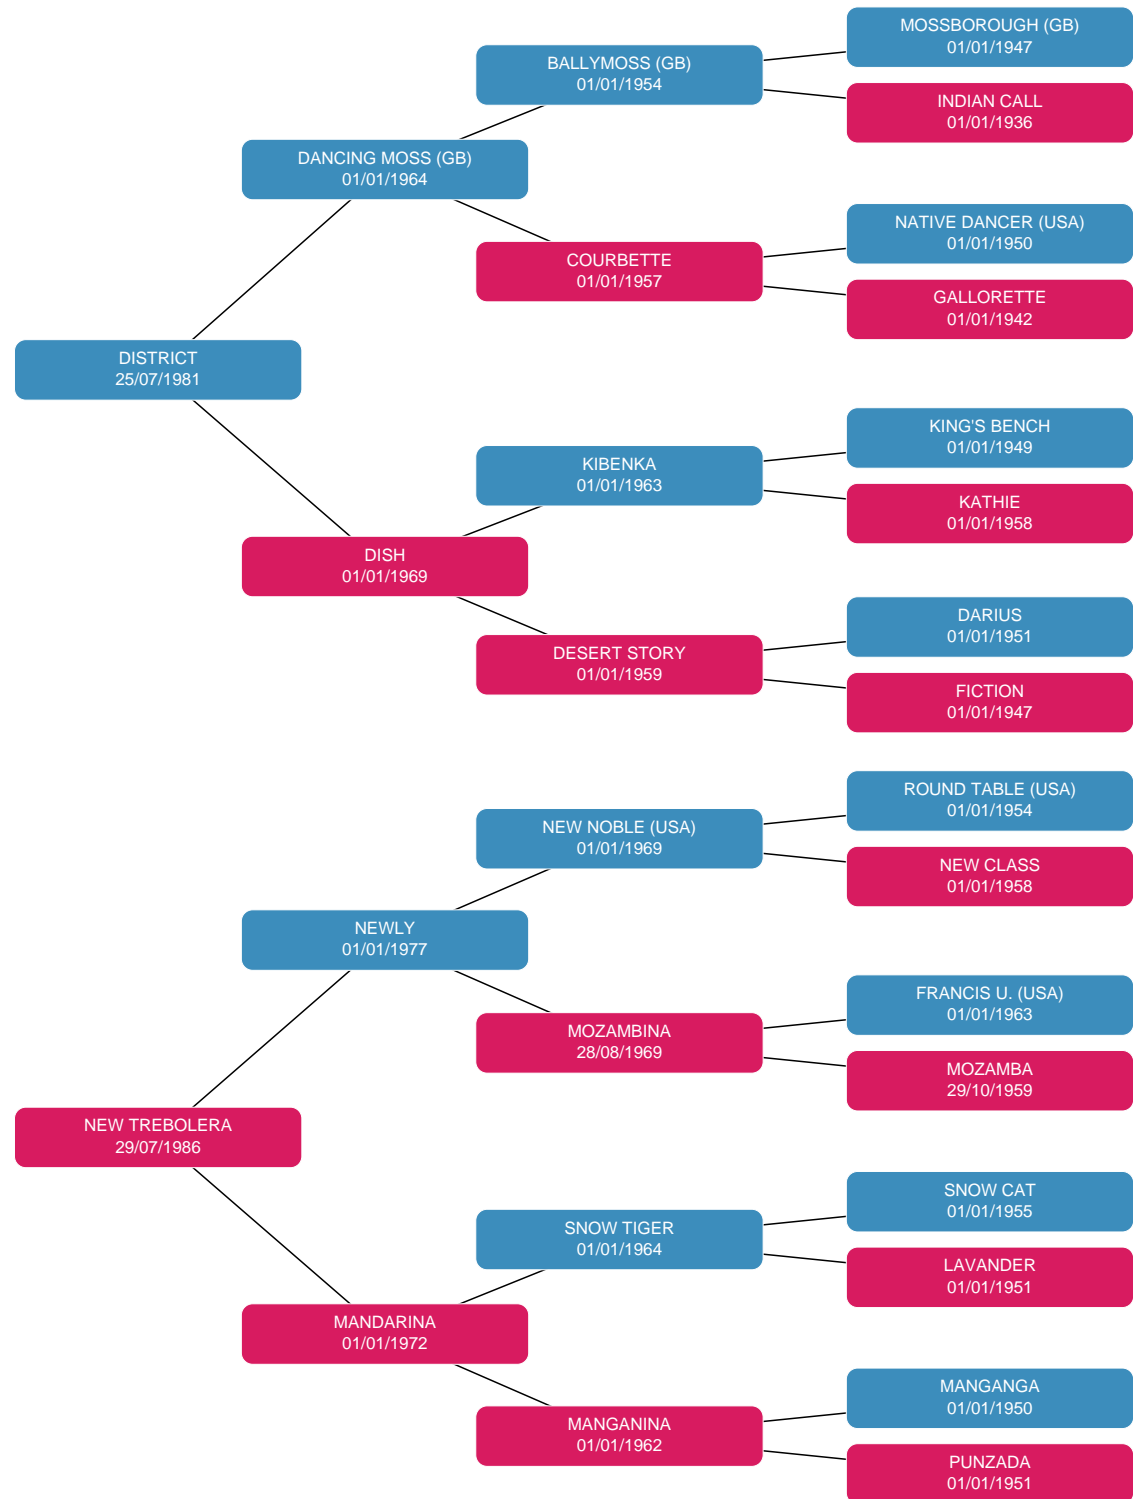 MOSSBOROUGH (GB)
01/01/1947
BALLYMOSS (GB)
01/01/1954
INDIAN CALL
01/01/1936
DANCING MOSS (GB)
01/01/1964
NATIVE DANCER (USA)
01/01/1950
COURBETTE
01/01/1957
GALLORETTE
01/01/1942
DISTRICT
25/07/1981
KING'S BENCH
01/01/1949
KIBENKA
01/01/1963
KATHIE
01/01/1958
DISH
01/01/1969
DARIUS
01/01/1951
DESERT STORY
01/01/1959
FICTION
01/01/1947
ROUND TABLE (USA)
01/01/1954
NEW NOBLE (USA)
01/01/1969
NEW CLASS
01/01/1958
NEWLY
01/01/1977
FRANCIS U. (USA)
01/01/1963
MOZAMBINA
28/08/1969
MOZAMBA
29/10/1959
NEW TREBOLERA
29/07/1986
SNOW CAT
01/01/1955
SNOW TIGER
01/01/1964
LAVANDER
01/01/1951
MANDARINA
01/01/1972
MANGANGA
01/01/1950
MANGANINA
01/01/1962
PUNZADA
01/01/1951